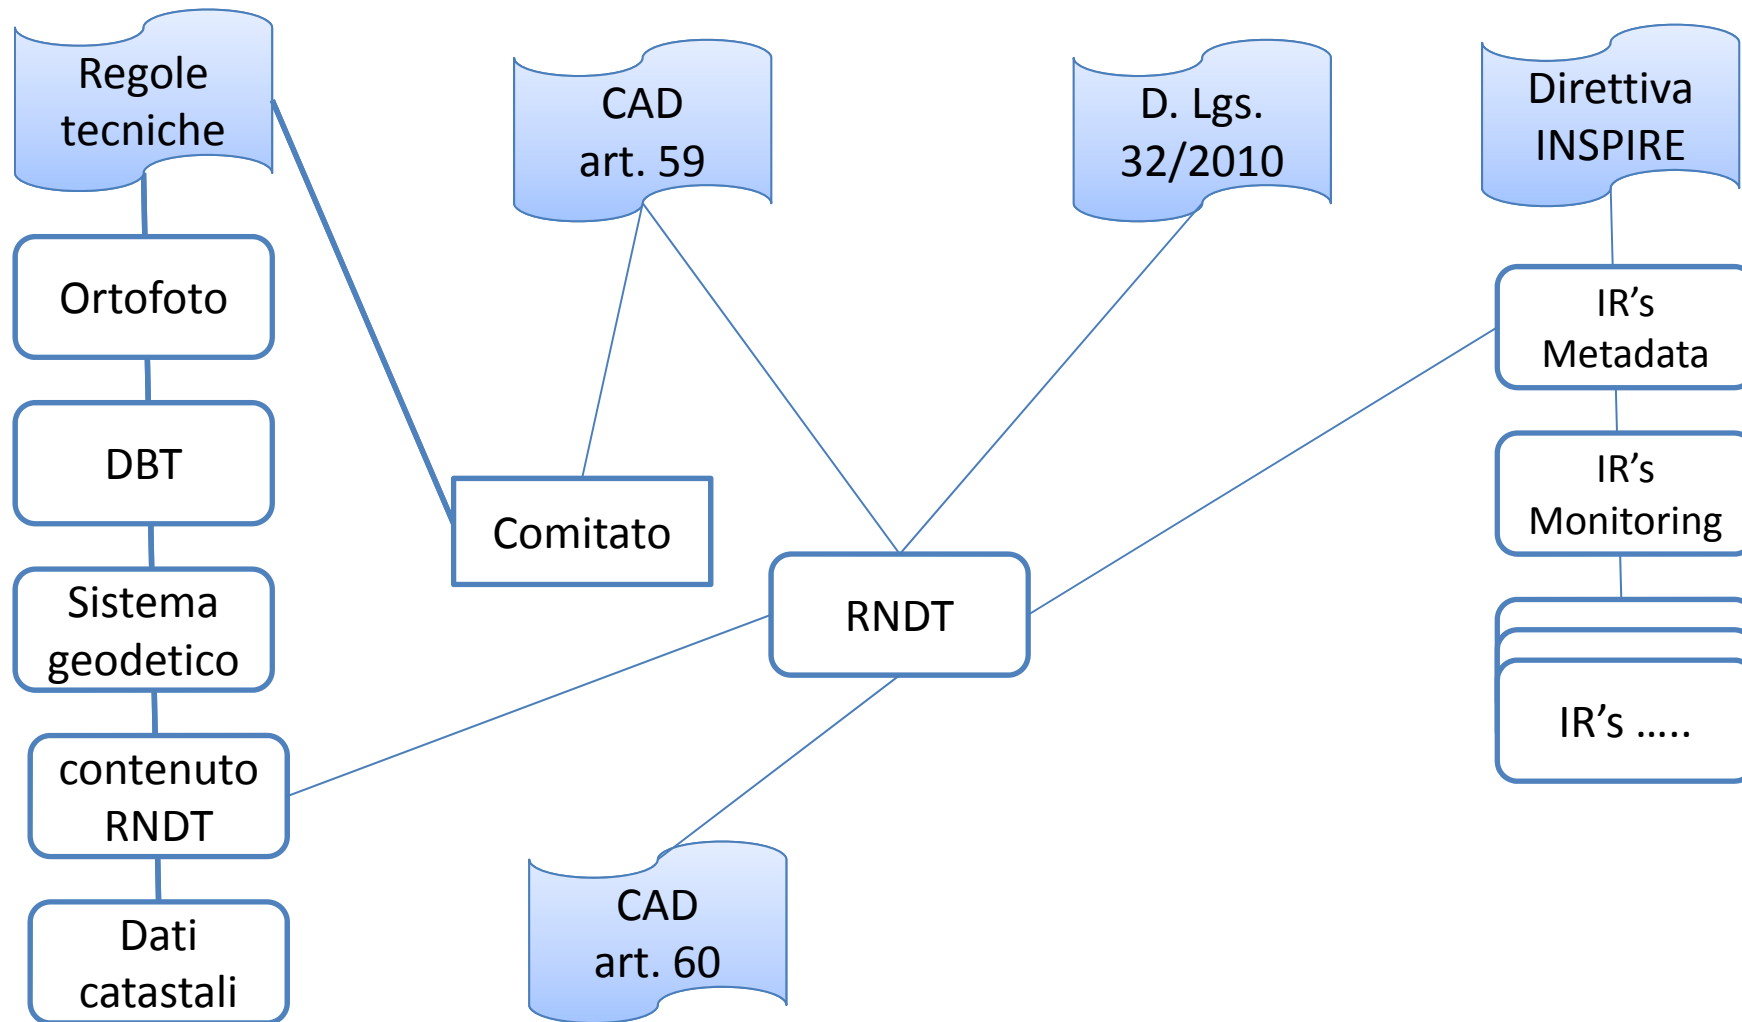 Regole
tecniche
CAD
art. 59
D. Lgs.
32/2010
Direttiva
INSPIRE
Ortofoto
DBT
Sistema
geodetico
contenuto
RNDT
Dati
catastali
Comitato
RNDT
CAD
art. 60
IR’s
Metadata
IR’s
Monitoring
IR’s …..